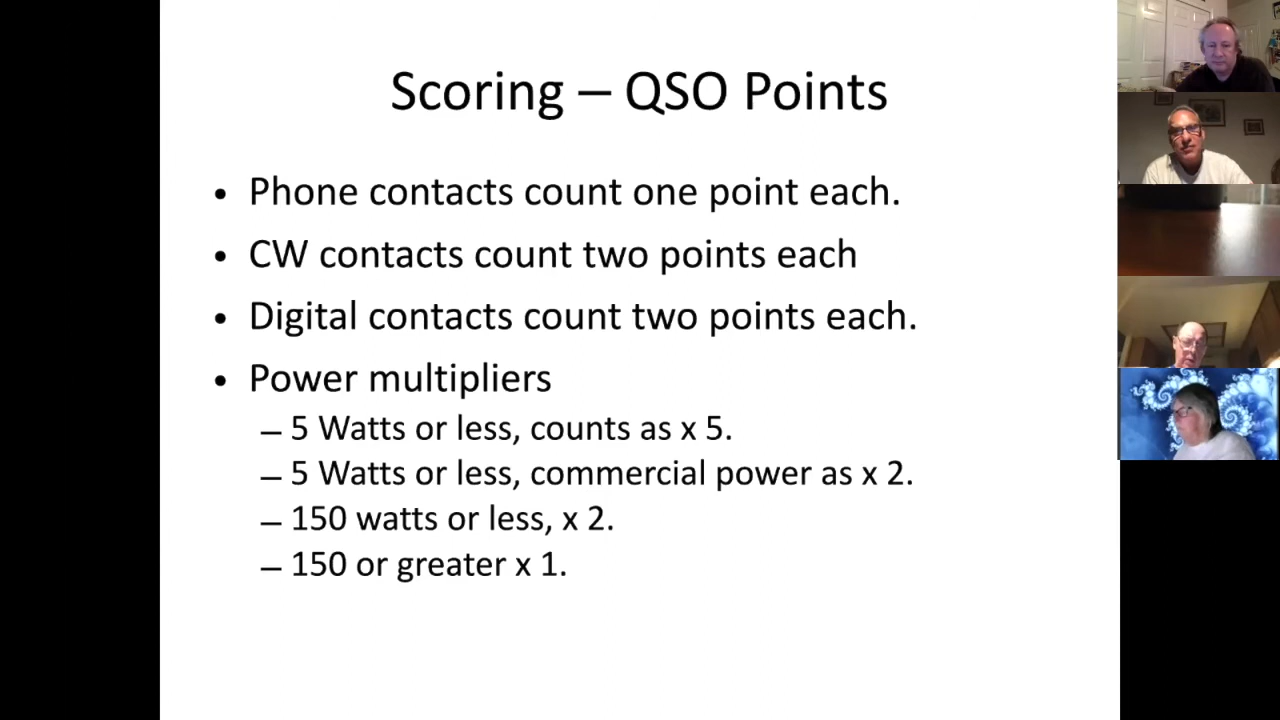 Scoring – QSO Points
• Phone contacts count one point each.
• CW contacts count two points each
• Digital contacts count two points each.
• Power multipliers
– 5 Watts or less, counts as x 5.
– 5 Watts or less, commercial power as x 2.
– 150 watts or less, x 2.
– 150 or greater x 1.